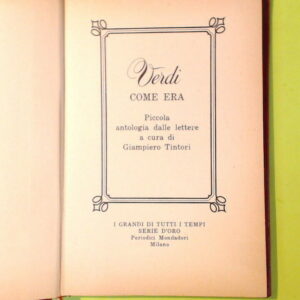 Verdi
COME ERA
Piccola
antologia dalle lettere
a cura di
Giampiero Tintori
I GRANDI DI TUTTI I TEMPI
SERIE D'ORO
Periodici Mondadori
Milano